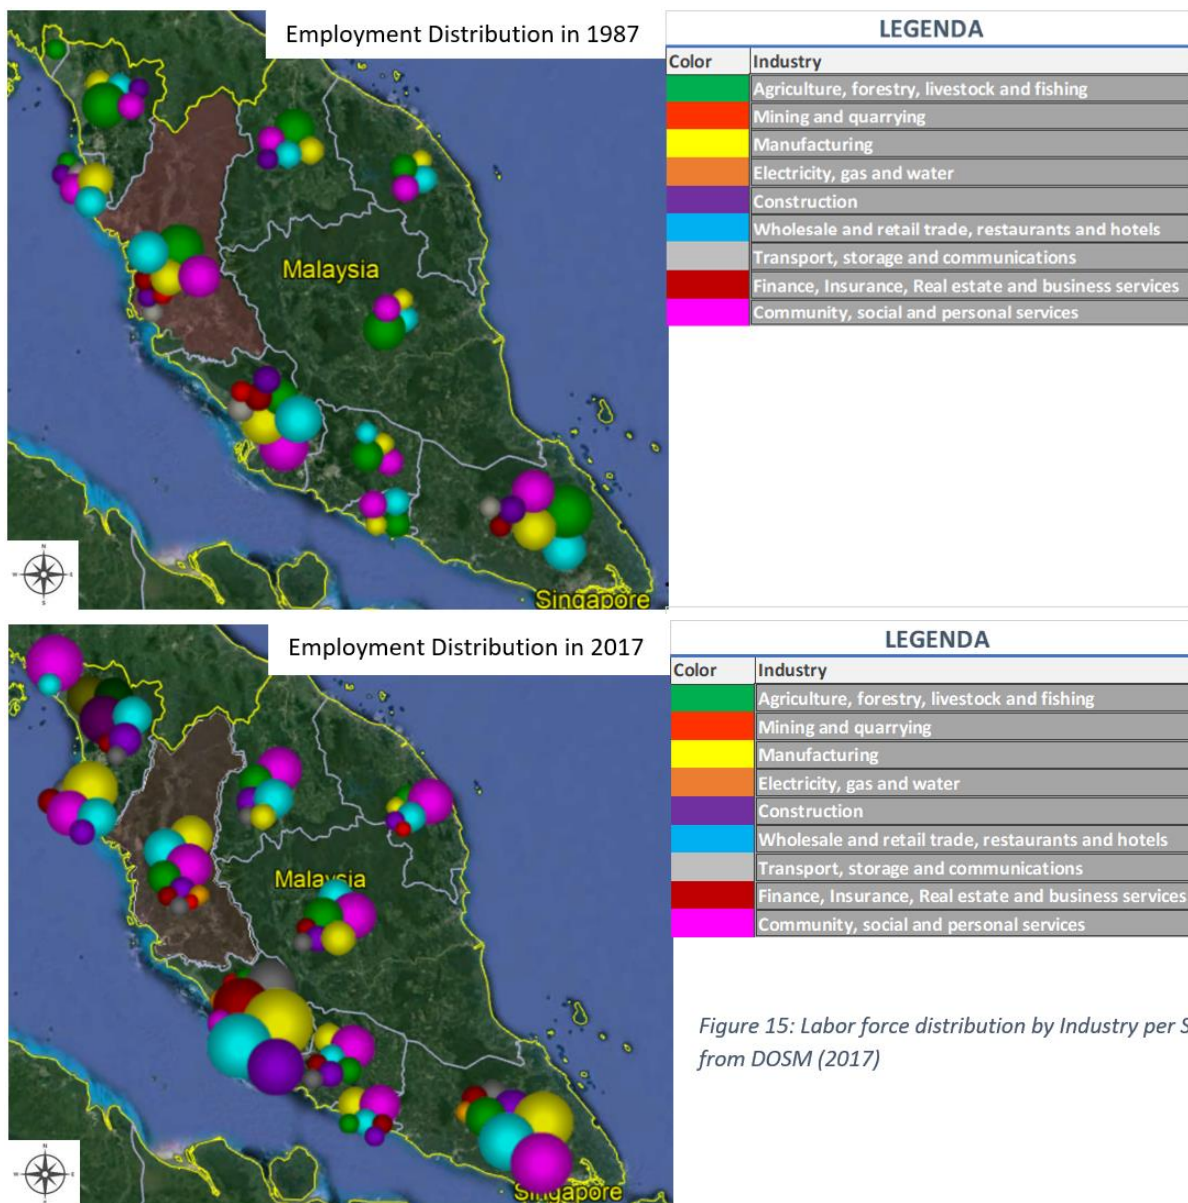 Employment Distribution in 1987
LEGENDA
Color Industry
Agriculture, forestry, livestock and fishing
Mining and quarrying
Manufacturing
Electricity, gas and water
Construction
Wholesale and retail trade, restaurants and hotels
Transport, storage and communications
Finance, Insurance, Real estate and business services
Community, social and personal services
Malaysia
Singapore
N
W E
S
Employment Distribution in 2017
LEGENDA
Color Industry
Agriculture, forestry, livestock and fishing
Mining and quarrying
Manufacturing
Electricity, gas and water
Construction
Wholesale and retail trade, restaurants and hotels
Transport, storage and communications
Finance, Insurance, Real estate and business services
Community, social and personal services
Malaysia
Figure 15: Labor force distribution by Industry per S
from DOSM (2017)
Singapore
N
W E
S